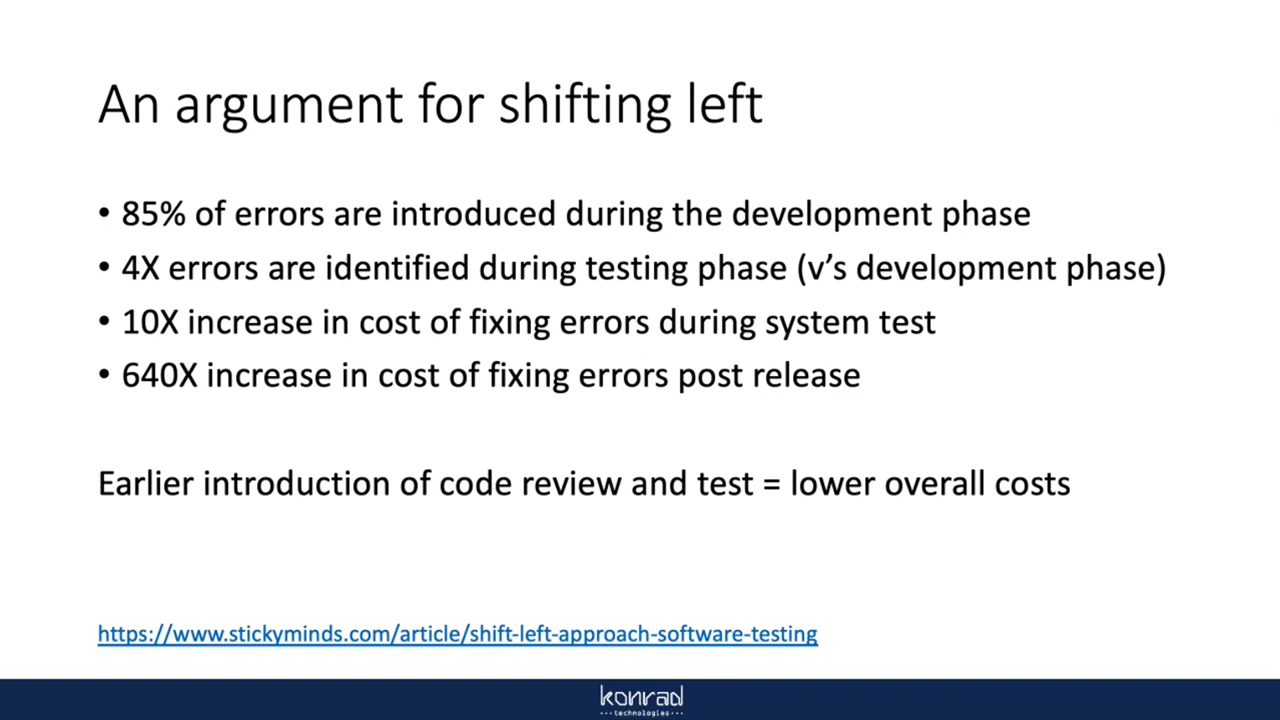 An argument for shifting left
• 85% of errors are introduced during the development phase
• 4X errors are identified during testing phase (v's development phase)
• 10X increase in cost of fixing errors during system test
• 640X increase in cost of fixing errors post release
Earlier introduction of code review and test = lower overall costs
https://www.stickyminds.com/article/shift-left-approach-software-testing
konrad
technologies